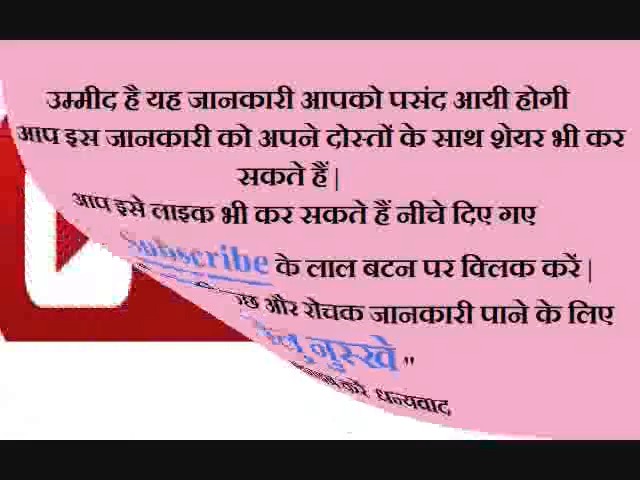 उम्मीद है यह जानकारी आपको पसंद आयी होगी
आप इस जानकारी को अपने दोस्तों के साथ शेयर भी कर
सकते हैं |
आप इसे लाइक भी कर सकते हैं नीचे दिए गए
Subscribe के लाल बटन पर क्लिक करें |
और रोचक जानकारी पाने के लिए
नुस्खे "
करें धन्यवाद